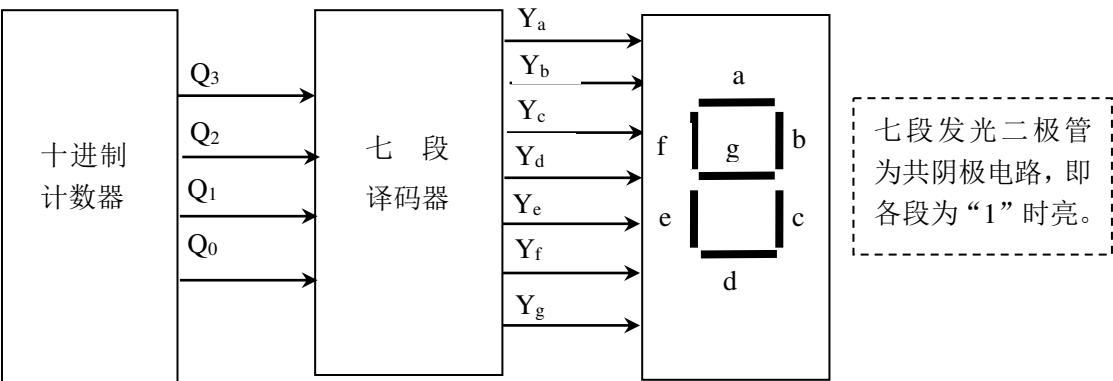 十进制
计数器
Q3
Q2
Q1
Q0
七 段
译码器
Ya
Yb
Yc
Yd
Ye
Yf
Yg
a
f
g
b
e
c
d
七段发光二极管
为共阴极电路，即
各段为“1”时亮。